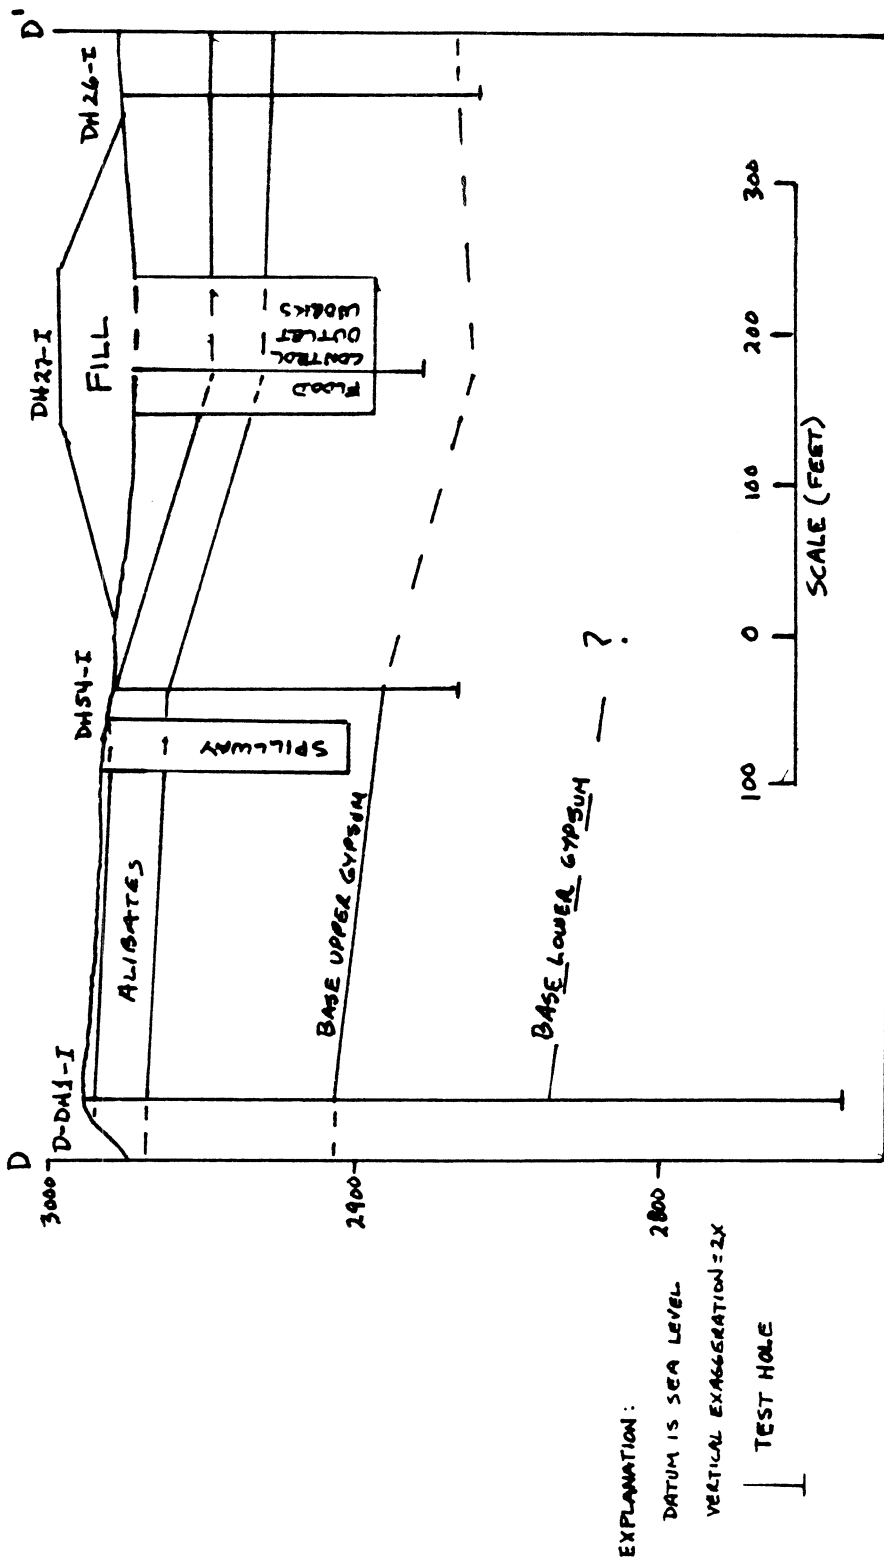 D
D'
D-DH1-I
DH54-I
DH27-I
DH26-I
3000
2900
2800
FILL
ALIBATES
SPILLWAY
FLOOD
CONTROL
OUTLET
WORKS
BASE UPPER GYPSUM
BASE LOWER GYPSUM
?
100
0
100
200
300
SCALE (FEET)
EXPLANATION:
DATUM IS SEA LEVEL
VERTICAL EXAGGERATION = 2X
TEST HOLE